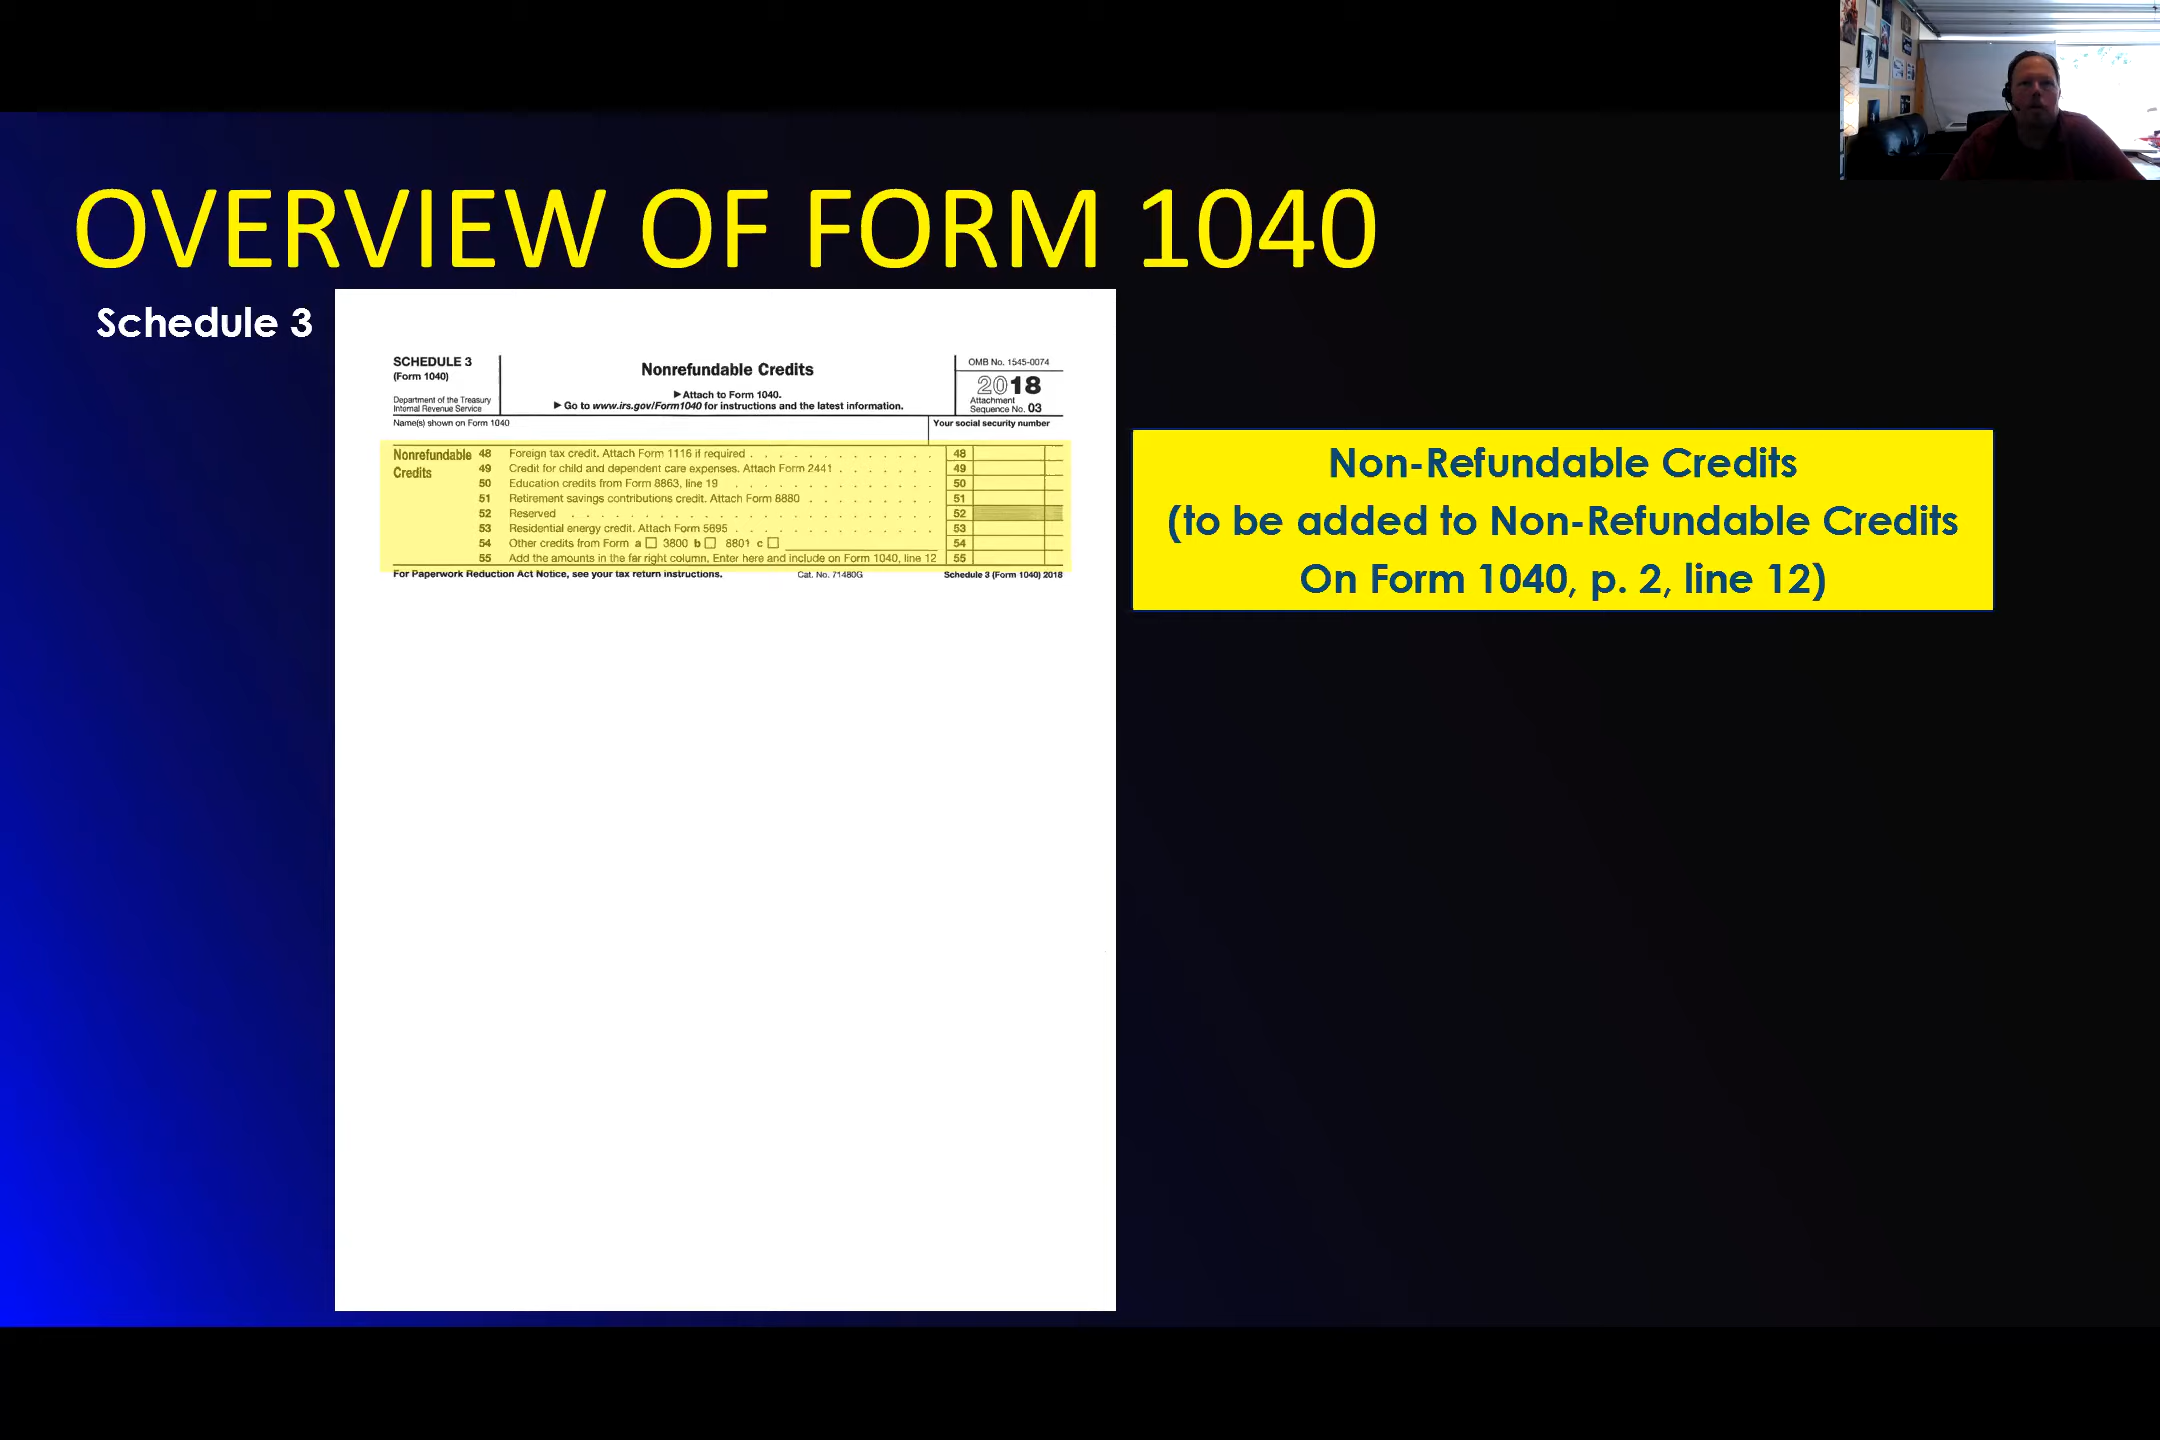 OVERVIEW OF FORM 1040
Schedule 3
SCHEDULE 3
(Form 1040)
Department of the Treasury
Internal Revenue Service
Nonrefundable Credits
▶ Attach to Form 1040.
▶ Go to www.irs.gov/Form1040 for instructions and the latest information.
OMB No. 1545-0074
2018
Attachment
Sequence No. 03
Name(s) shown on Form 1040
Your social security number
Nonrefundable
Credits
48 Foreign tax credit. Attach Form 1116 if required . . . . . . . . . . . . . 48
49 Credit for child and dependent care expenses. Attach Form 2441 . . . . . . . 49
50 Education credits from Form 8863, line 19 . . . . . . . . . . . . . . 50
51 Retirement savings contributions credit. Attach Form 8880 . . . . . . . . . 51
52 Reserved . . . . . . . . . . . . . . . . . . . . . . . . . 52
53 Residential energy credit. Attach Form 5695 . . . . . . . . . . . . . . 53
54 Other credits from Form a ☐ 3800 b ☐ 8801 c ☐ 54
55 Add the amounts in the far right column. Enter here and include on Form 1040, line 12 55
For Paperwork Reduction Act Notice, see your tax return instructions. Cat. No. 71480G Schedule 3 (Form 1040) 2018
Non-Refundable Credits
(to be added to Non-Refundable Credits
On Form 1040, p. 2, line 12)